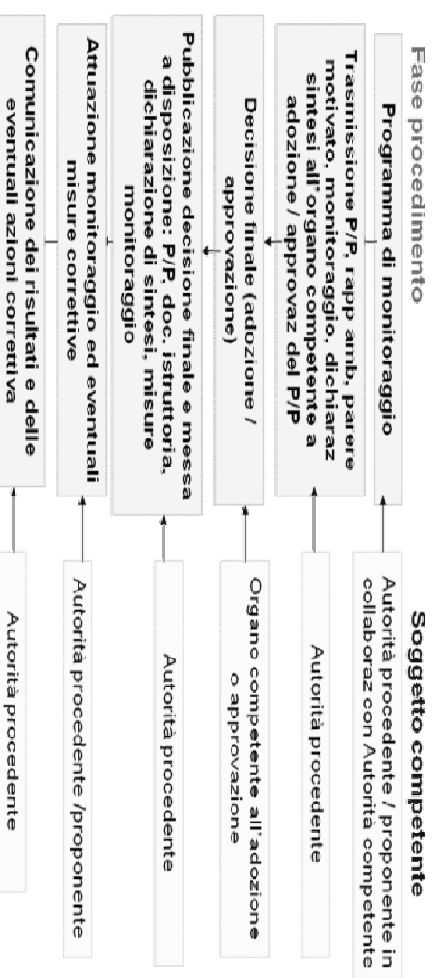 Fase procedimento
Soggetto competente
Programma di monitoraggio
Autorità procedente / proponente in
collaboraz con Autorità competente
Trasmissione P/P, rapp amb, parere
motivato, monitoraggio, dichiaraz
sintesi all'organo competente a
adozione / approvaz del P/P
Autorità procedente
Decisione finale (adozione /
approvazione)
Organo competente all'adozione
o approvazione
Pubblicazione decisione finale e messa
a disposizione: P/P, doc. istruttoria,
dichiarazione di sintesi, misure
monitoraggio
Autorità procedente
Attuazione monitoraggio ed eventuali
misure correttive
Autorità procedente /proponente
Comunicazione dei risultati e delle
eventuali azioni correttiva
Autorità procedente